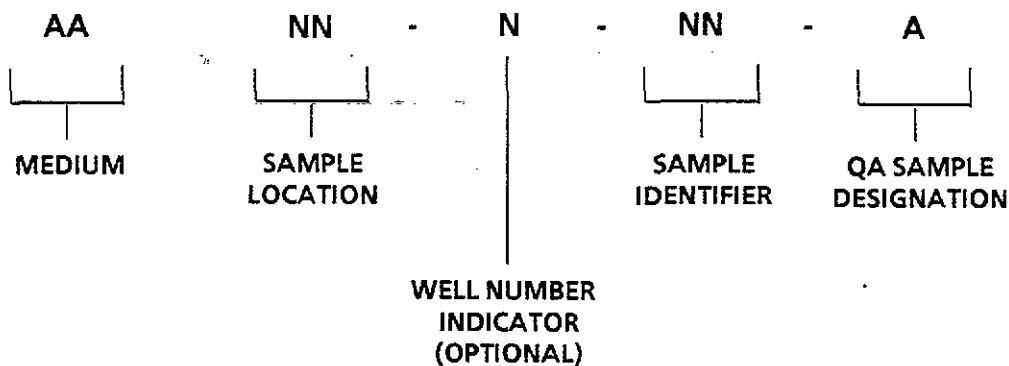 AA NN - N - NN - A
MEDIUM
SAMPLE
LOCATION
SAMPLE
IDENTIFIER
QA SAMPLE
DESIGNATION
WELL NUMBER
INDICATOR
(OPTIONAL)